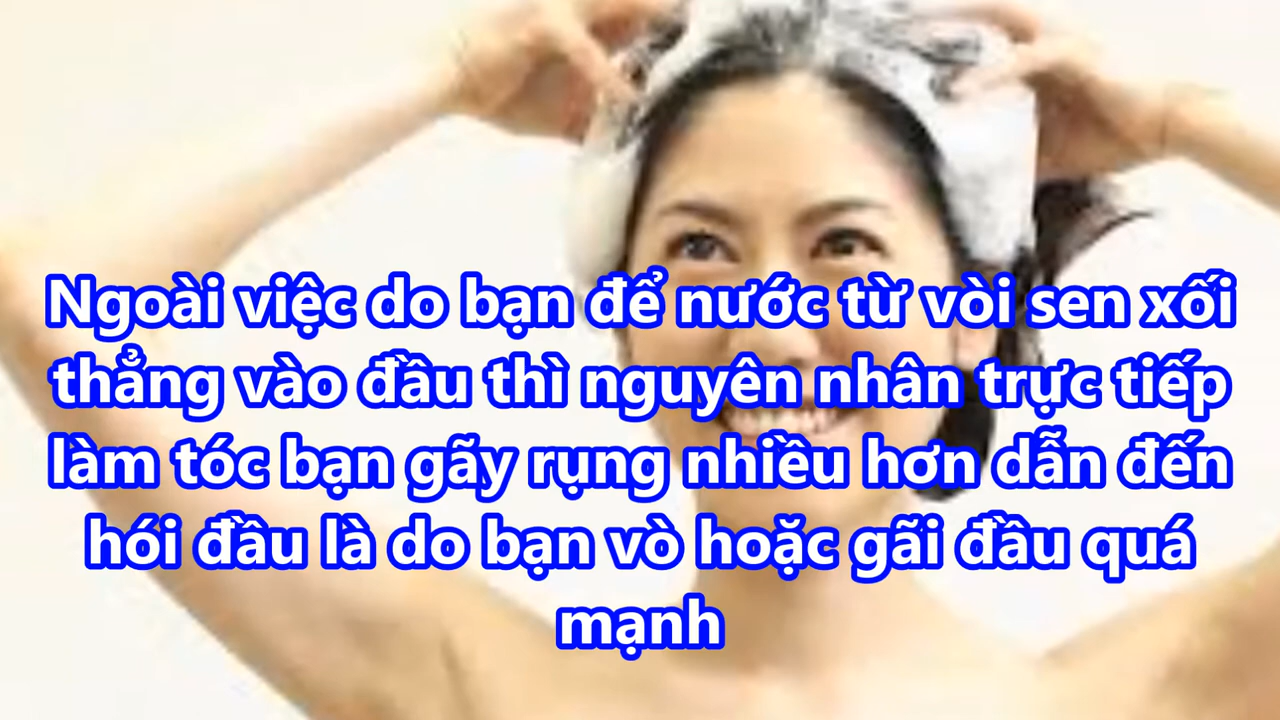 Ngoài việc do bạn để nước từ vòi sen xối
thẳng vào đầu thì nguyên nhân trực tiếp
làm tóc bạn gãy rụng nhiều hơn dẫn đến
hói đầu là do bạn vò hoặc gãi đầu quá
mạnh